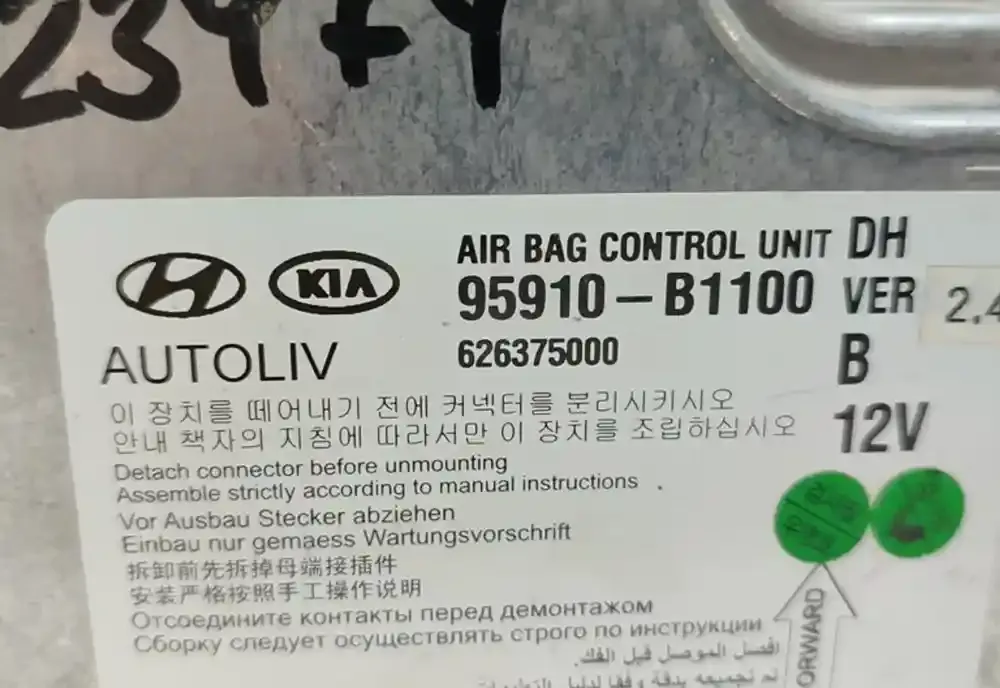 AIR BAG CONTROL UNIT DH
KIA
95910-B1100 VER
AUTOLIV
626375000
B
이 장치를 떼어내기 전에 커넥터를 분리시키시오
안내 책자의 지침에 따라서만 이 장치를 조립하십시오
12V
Detach connector before unmounting
Assemble strictly according to manual instructions .
Vor Ausbau Stecker abziehen
Einbau nur gemaess Wartungsvorschrift
拆卸前先拆掉母端接插件
安装严格按照手工操作说明
Отсоедините контакты перед демонтажом
Сборку следует осуществлять строго по инструкции
افصل الموصل قبل الفك.